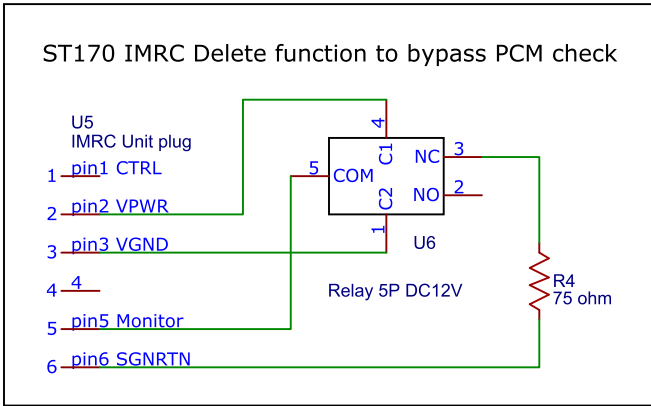 ST170 IMRC Delete function to bypass PCM check
U5
IMRC Unit plug
1 pin1 CTRL
2 pin2 VPWR
3 pin3 VGND
4 4
5 pin5 Monitor
6 pin6 SGNRTN
4
C1
5 COM
NC 3
NO 2
C2
1
U6
Relay 5P DC12V
R4
75 ohm